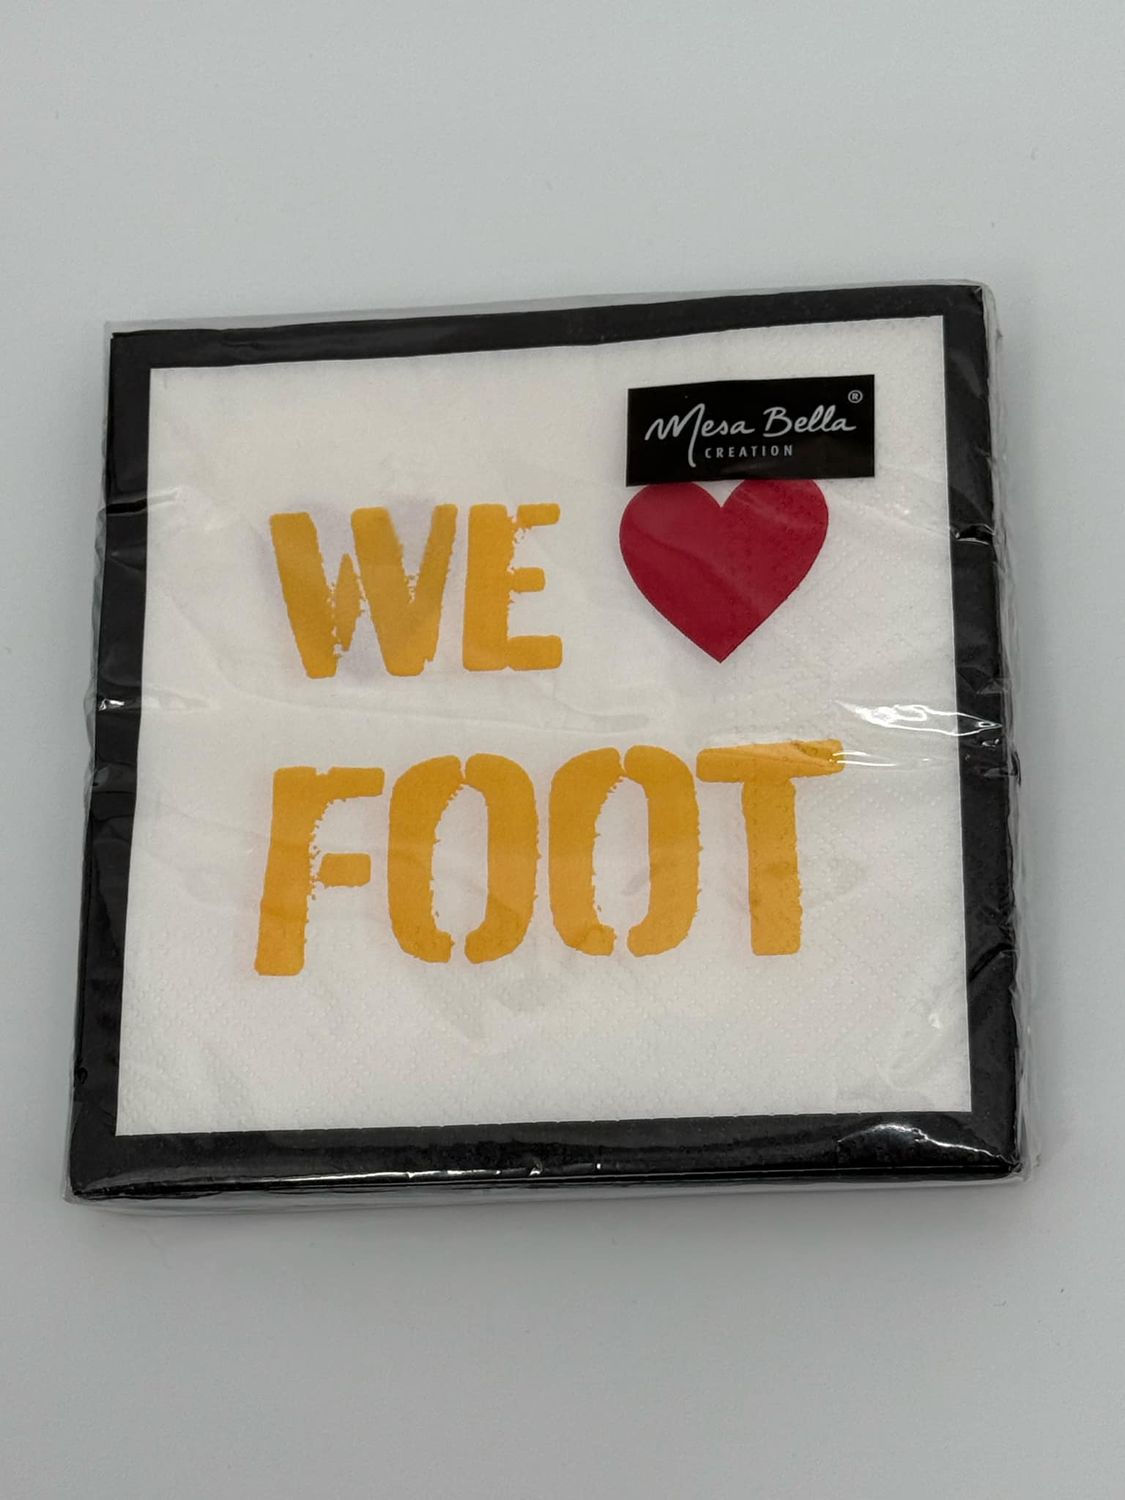 Mesa Bella ®
CREATION
WE ❤
FOOT